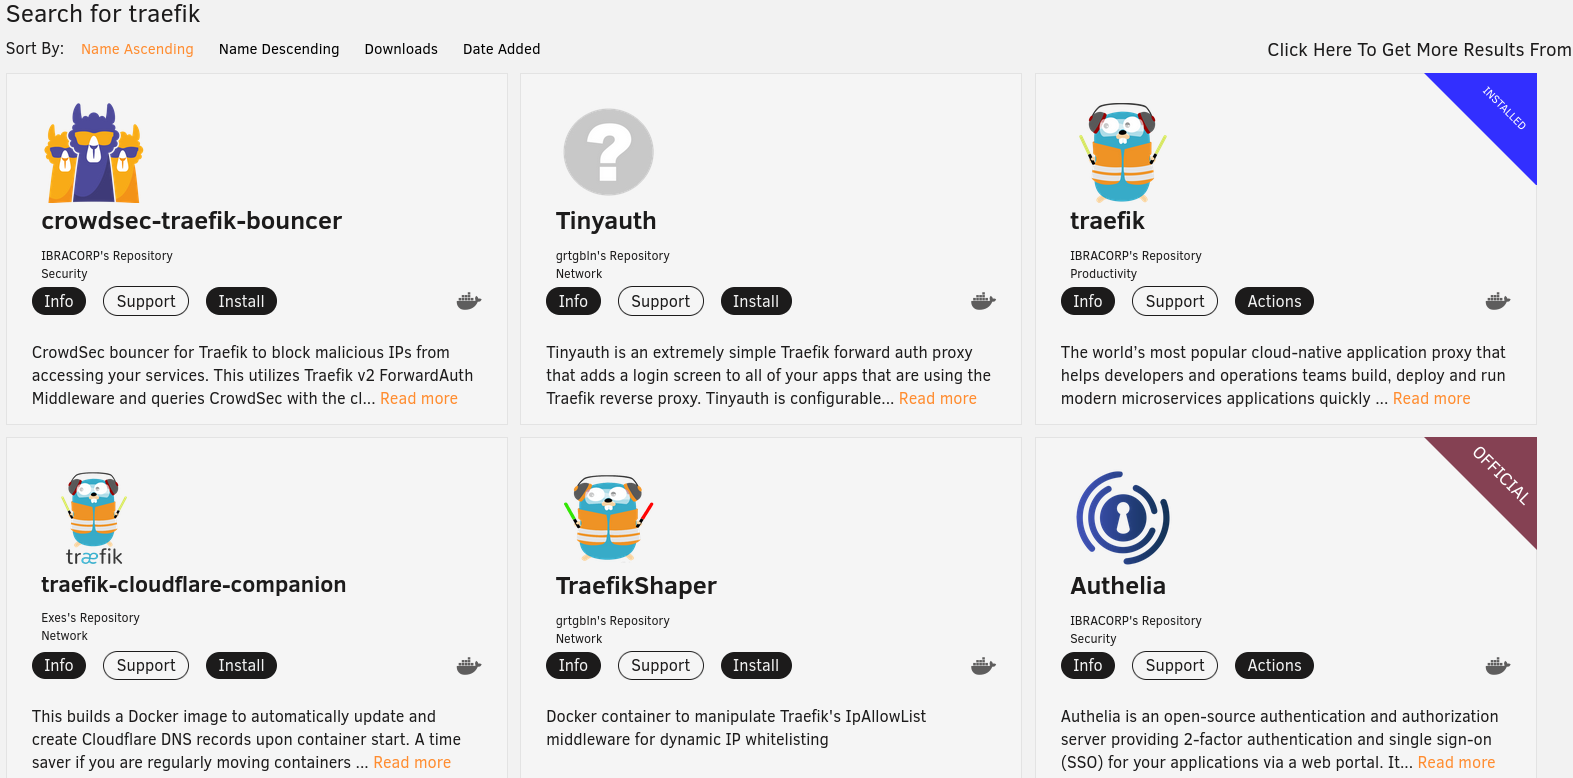 Search for traefik
Sort By: Name Ascending Name Descending Downloads Date Added
Click Here To Get More Results From
crowdsec-traefik-bouncer
IBRACORP's Repository
Security
Info Support Install
CrowdSec bouncer for Traefik to block malicious IPs from
accessing your services. This utilizes Traefik v2 ForwardAuth
Middleware and queries CrowdSec with the cl... Read more
Tinyauth
grtgbln's Repository
Network
Info Support Install
Tinyauth is an extremely simple Traefik forward auth proxy
that adds a login screen to all of your apps that are using the
Traefik reverse proxy. Tinyauth is configurable... Read more
INSTALLED
traefik
IBRACORP's Repository
Productivity
Info Support Actions
The world's most popular cloud-native application proxy that
helps developers and operations teams build, deploy and run
modern microservices applications quickly ... Read more
træfik
traefik-cloudflare-companion
Exes's Repository
Network
Info Support Install
This builds a Docker image to automatically update and
create Cloudflare DNS records upon container start. A time
saver if you are regularly moving containers ... Read more
TraefikShaper
grtgbln's Repository
Network
Info Support Install
Docker container to manipulate Traefik's IpAllowList
middleware for dynamic IP whitelisting
OFFICIAL
Authelia
IBRACORP's Repository
Security
Info Support Actions
Authelia is an open-source authentication and authorization
server providing 2-factor authentication and single sign-on
(SSO) for your applications via a web portal. It... Read more